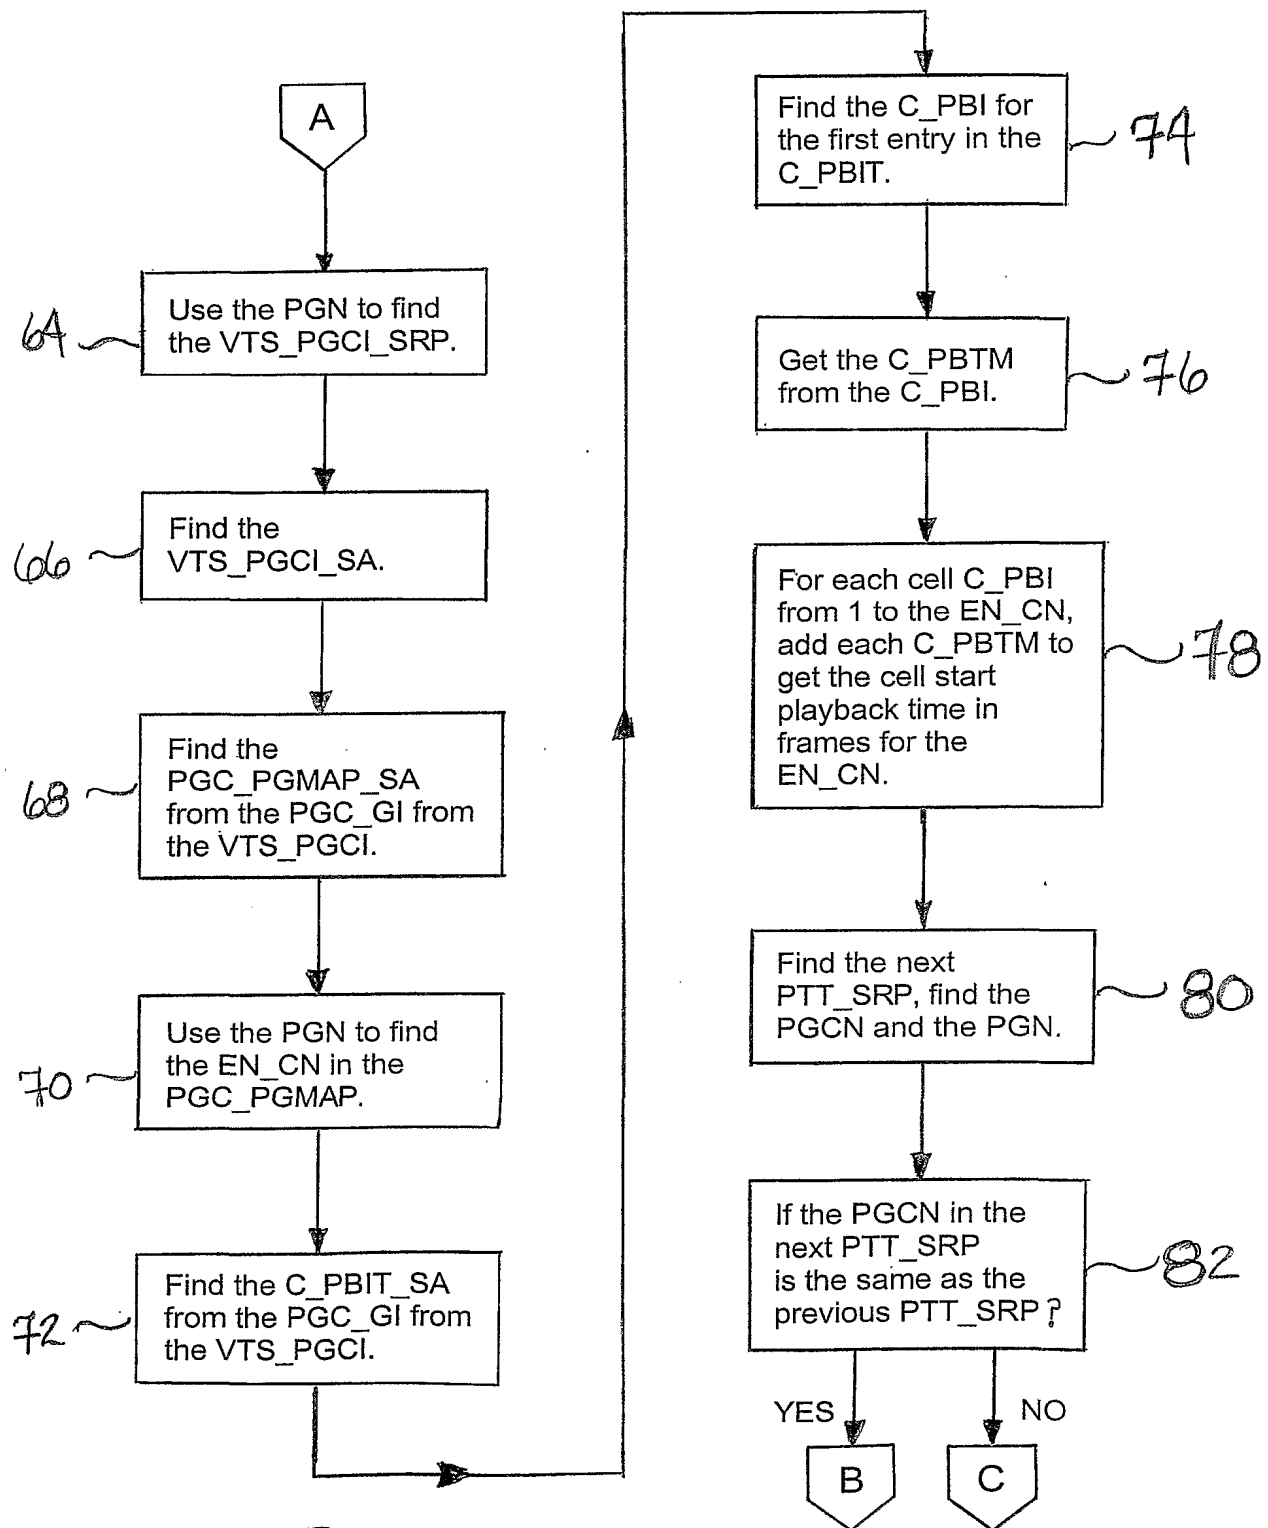 A
64
Use the PGN to find
the VTS_PGCI_SRP.
66
Find the
VTS_PGCI_SA.
68
Find the
PGC_PGMAP_SA
from the PGC_GI from
the VTS_PGCI.
70
Use the PGN to find
the EN_CN in the
PGC_PGMAP.
72
Find the C_PBIT_SA
from the PGC_GI from
the VTS_PGCI.
Find the C_PBI for
the first entry in the
C_PBIT.
74
Get the C_PBTM
from the C_PBI.
76
For each cell C_PBI
from 1 to the EN_CN,
add each C_PBTM to
get the cell start
playback time in
frames for the
EN_CN.
78
Find the next
PTT_SRP, find the
PGCN and the PGN.
80
If the PGCN in the
next PTT_SRP
is the same as the
previous PTT_SRP?
82
YES
NO
B
C